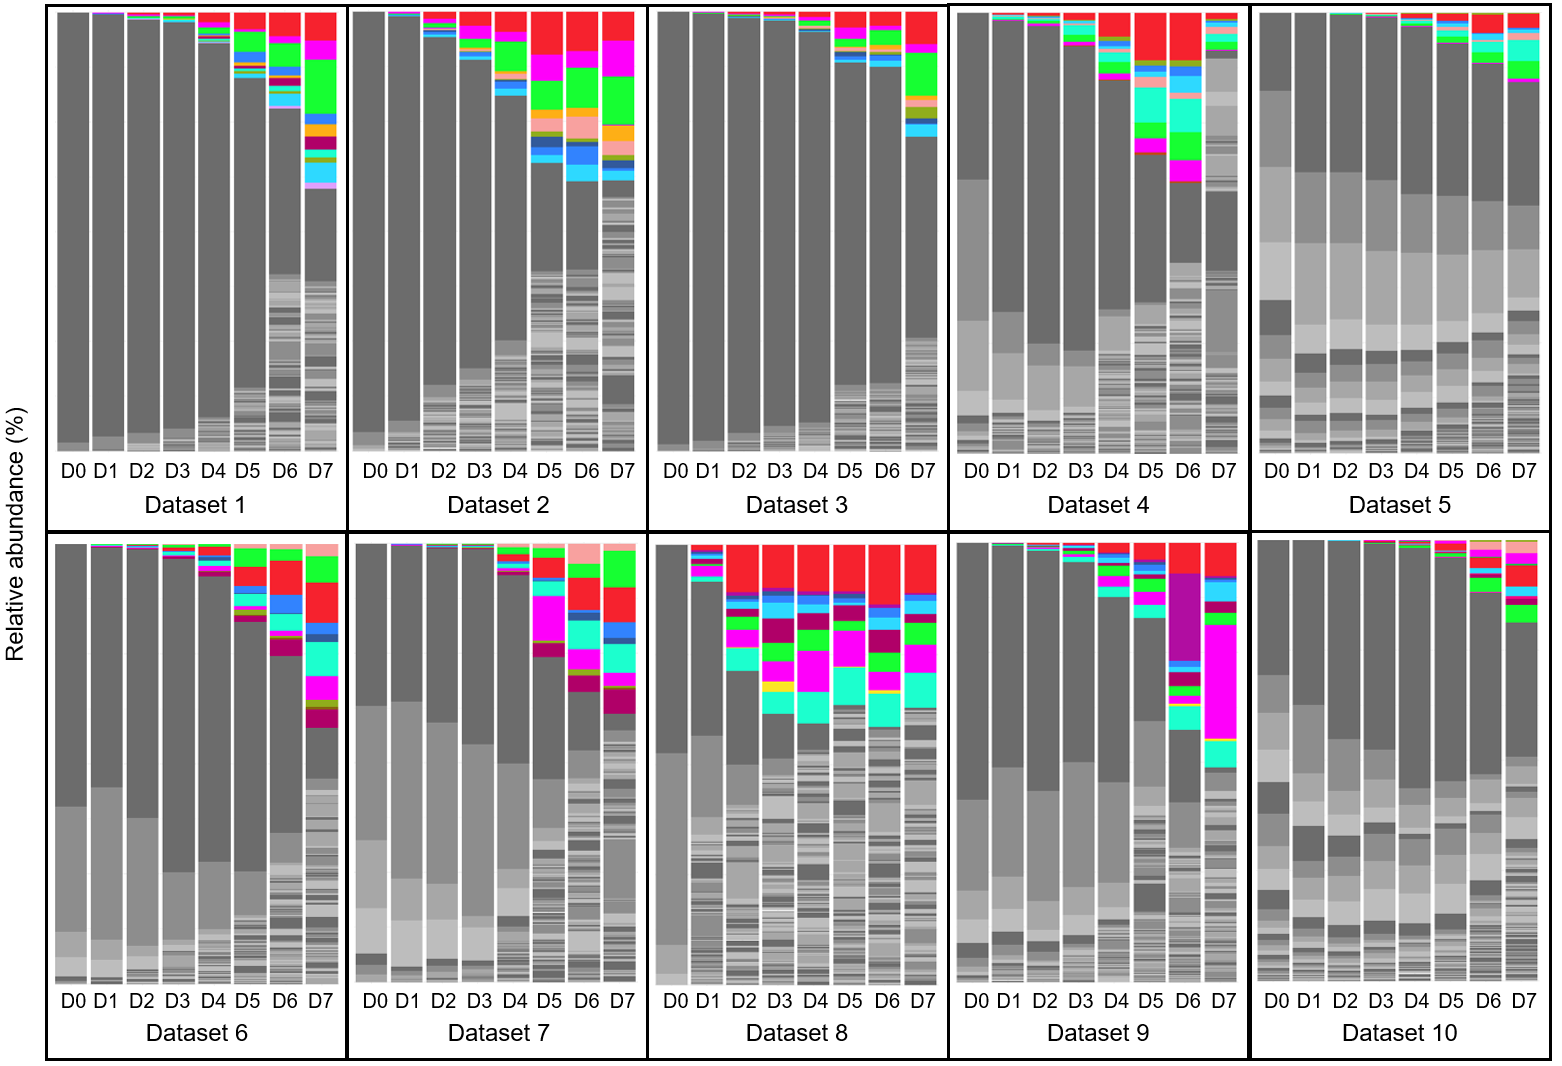 Relative abundance (%)
D0 D1 D2 D3 D4 D5 D6 D7
Dataset 1
D0 D1 D2 D3 D4 D5 D6 D7
Dataset 2
D0 D1 D2 D3 D4 D5 D6 D7
Dataset 3
D0 D1 D2 D3 D4 D5 D6 D7
Dataset 4
D0 D1 D2 D3 D4 D5 D6 D7
Dataset 5
D0 D1 D2 D3 D4 D5 D6 D7
Dataset 6
D0 D1 D2 D3 D4 D5 D6 D7
Dataset 7
D0 D1 D2 D3 D4 D5 D6 D7
Dataset 8
D0 D1 D2 D3 D4 D5 D6 D7
Dataset 9
D0 D1 D2 D3 D4 D5 D6 D7
Dataset 10